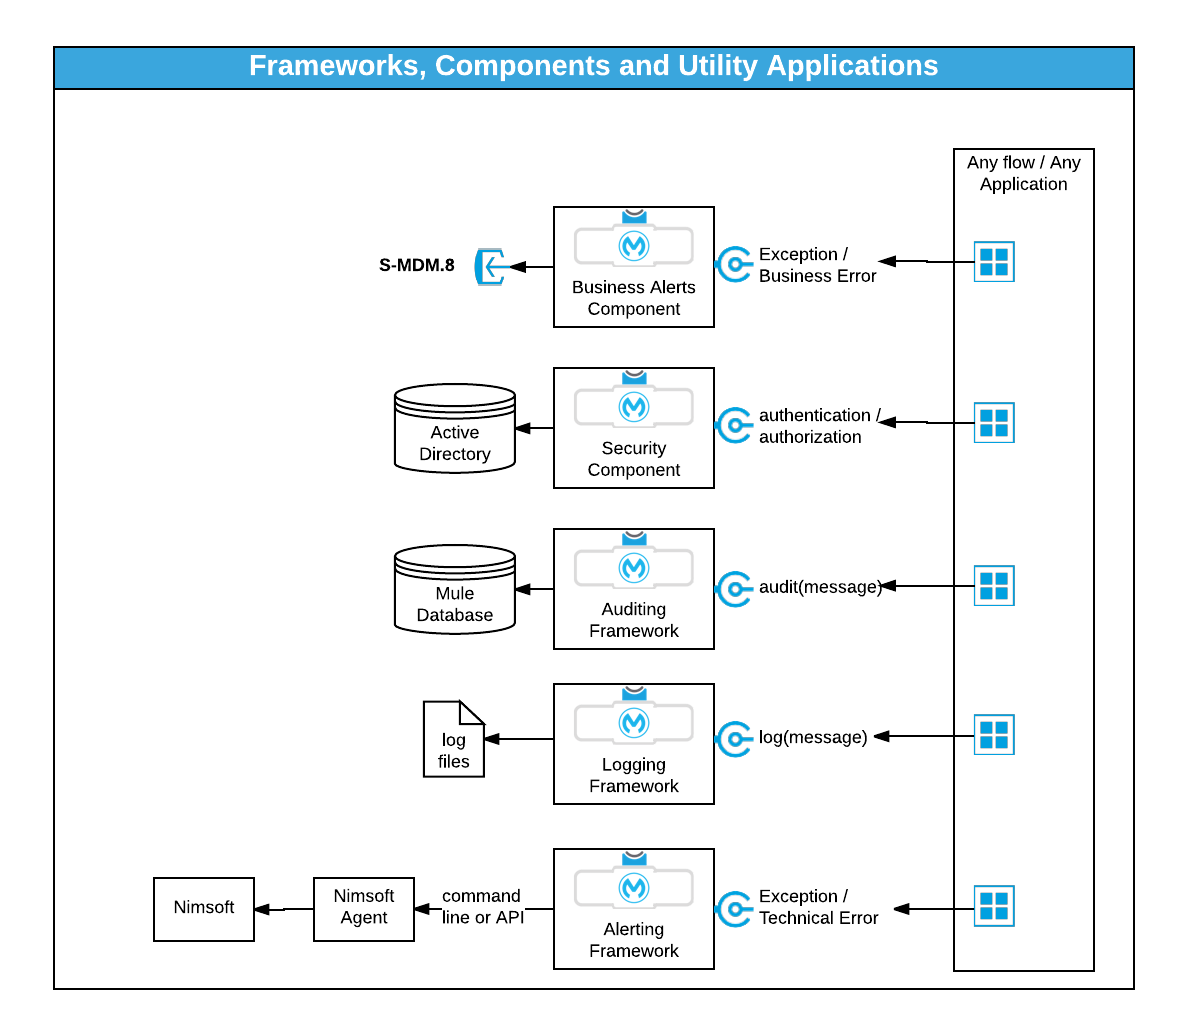 Frameworks, Components and Utility Applications
Any flow / Any
Application
S-MDM.8
Business Alerts
Component
Exception /
Business Error
Active
Directory
Security
Component
authentication /
authorization
Mule
Database
Auditing
Framework
audit(message)
log
files
Logging
Framework
log(message)
Nimsoft
Nimsoft
Agent
command
line or API
Alerting
Framework
Exception /
Technical Error